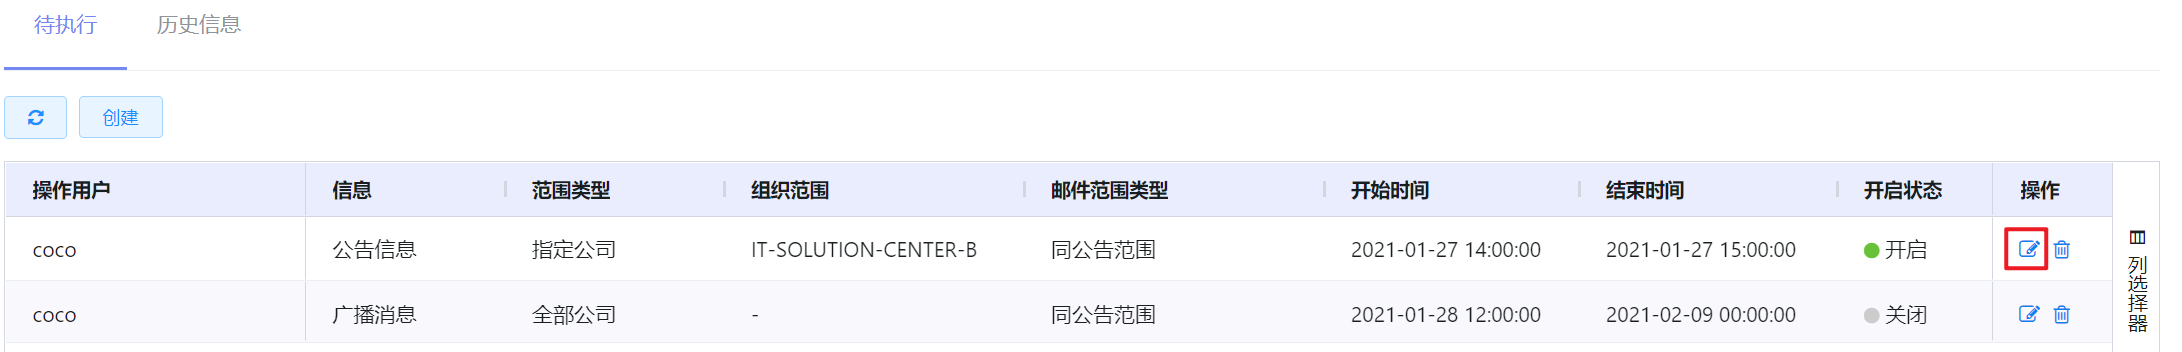 待执行 历史信息
创建
操作用户 信息 范围类型 组织范围 邮件范围类型 开始时间 结束时间 开启状态 操作
coco 公告信息 指定公司 IT-SOLUTION-CENTER-B 同公告范围 2021-01-27 14:00:00 2021-01-27 15:00:00 开启
coco 广播消息 全部公司 - 同公告范围 2021-01-28 12:00:00 2021-02-09 00:00:00 关闭
列选择器